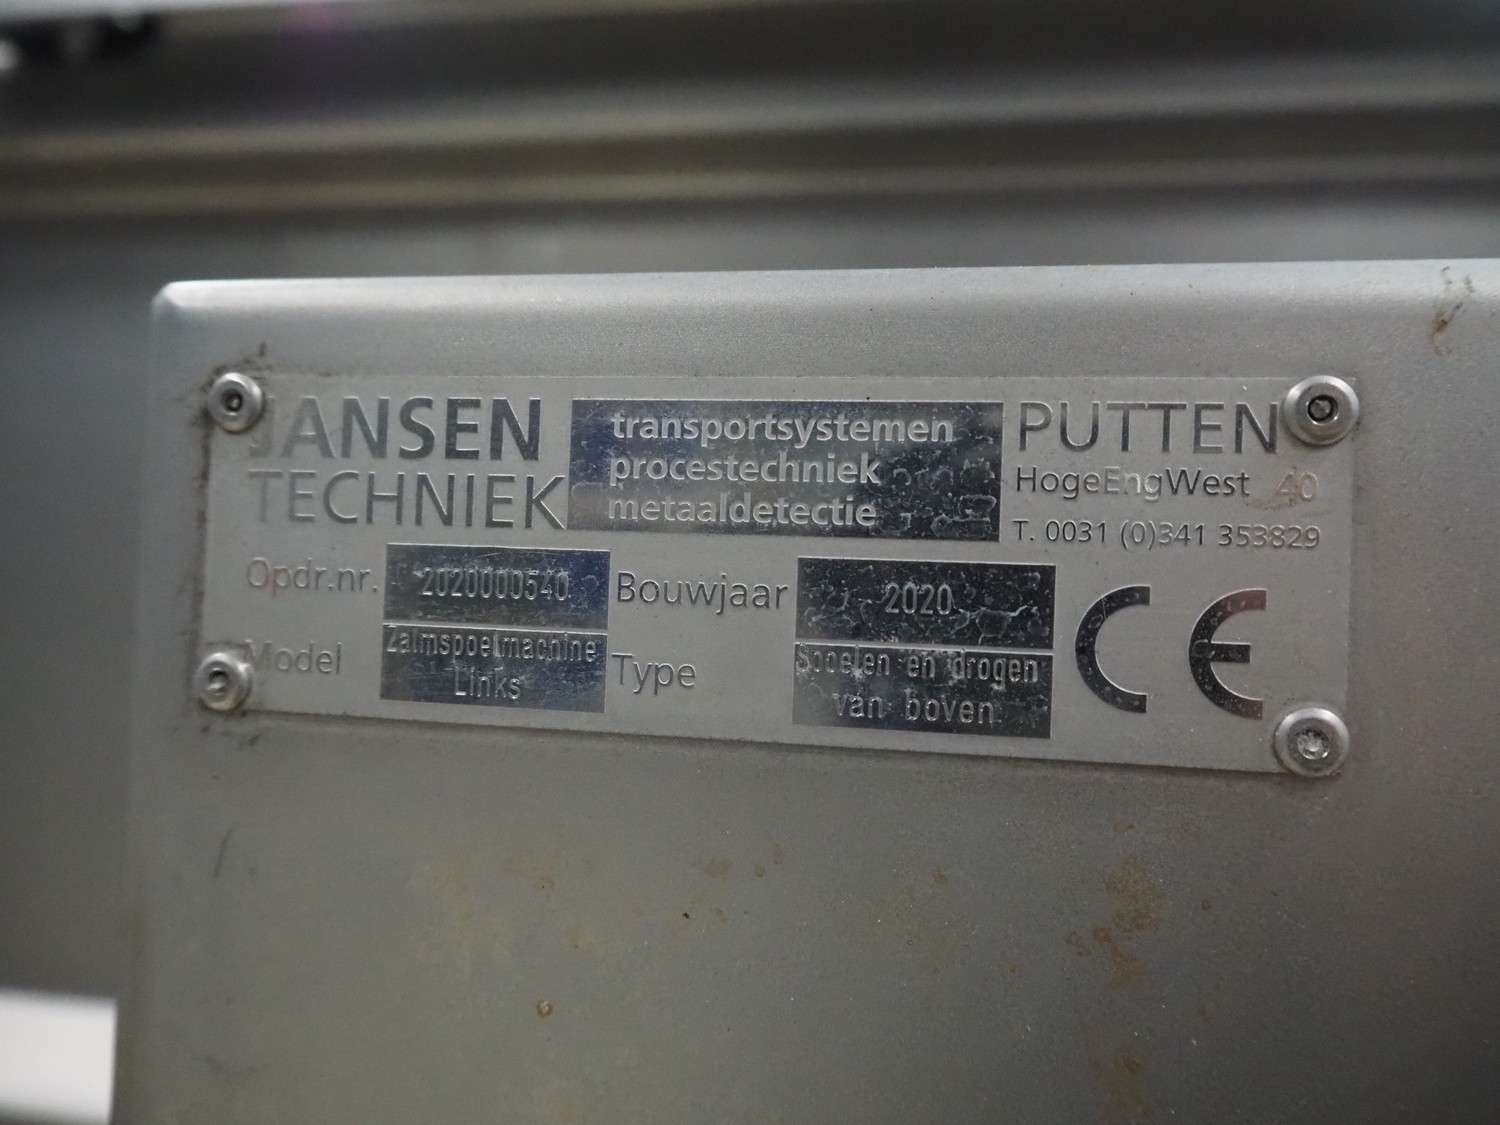 JANSEN
TECHNIEK
transportsystemen
procestechniek
metaaldetectie
PUTTEN
HogeEngWest 40
T. 0031 (0)341 353829
Opdr.nr. 2020000540 Bouwjaar 2020
Model Zalmspoelmachine
Links
Type Spoelen en drogen
van boven
CE